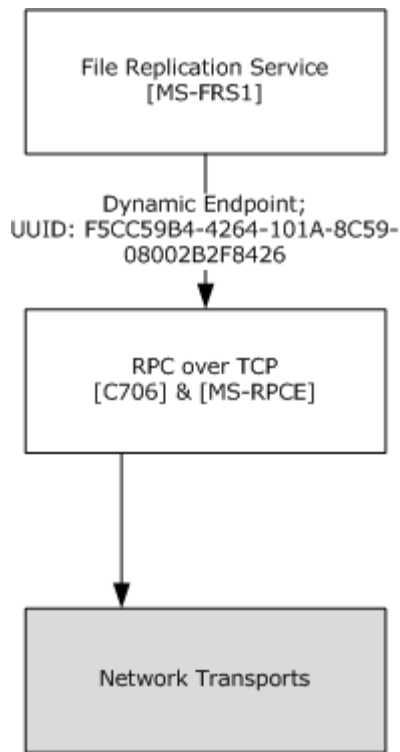 File Replication Service
[MS-FRS1]
Dynamic Endpoint;
UUID: F5CC59B4-4264-101A-8C59-
08002B2F8426
RPC over TCP
[C706] & [MS-RPCE]
Network Transports